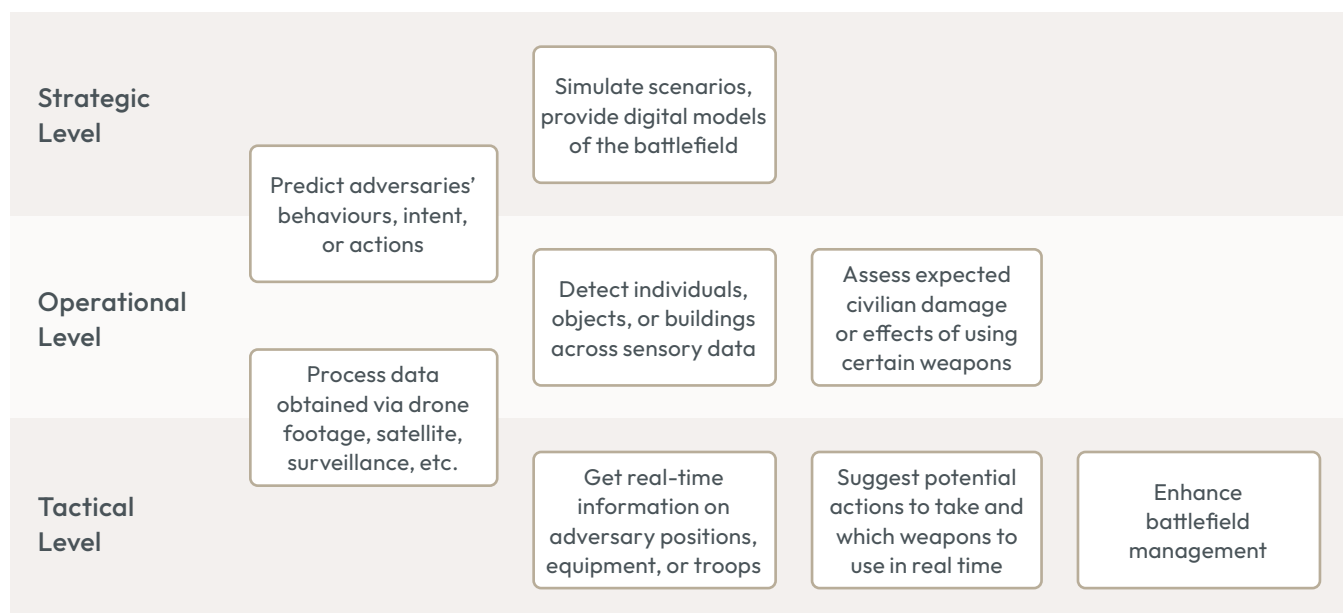 Strategic
Level
Simulate scenarios,
provide digital models
of the battlefield
Predict adversaries’
behaviours, intent,
or actions
Operational
Level
Detect individuals,
objects, or buildings
across sensory data
Assess expected
civilian damage
or effects of using
certain weapons
Process data
obtained via drone
footage, satellite,
surveillance, etc.
Tactical
Level
Get real-time
information on
adversary positions,
equipment, or troops
Suggest potential
actions to take and
which weapons to
use in real time
Enhance
battlefield
management